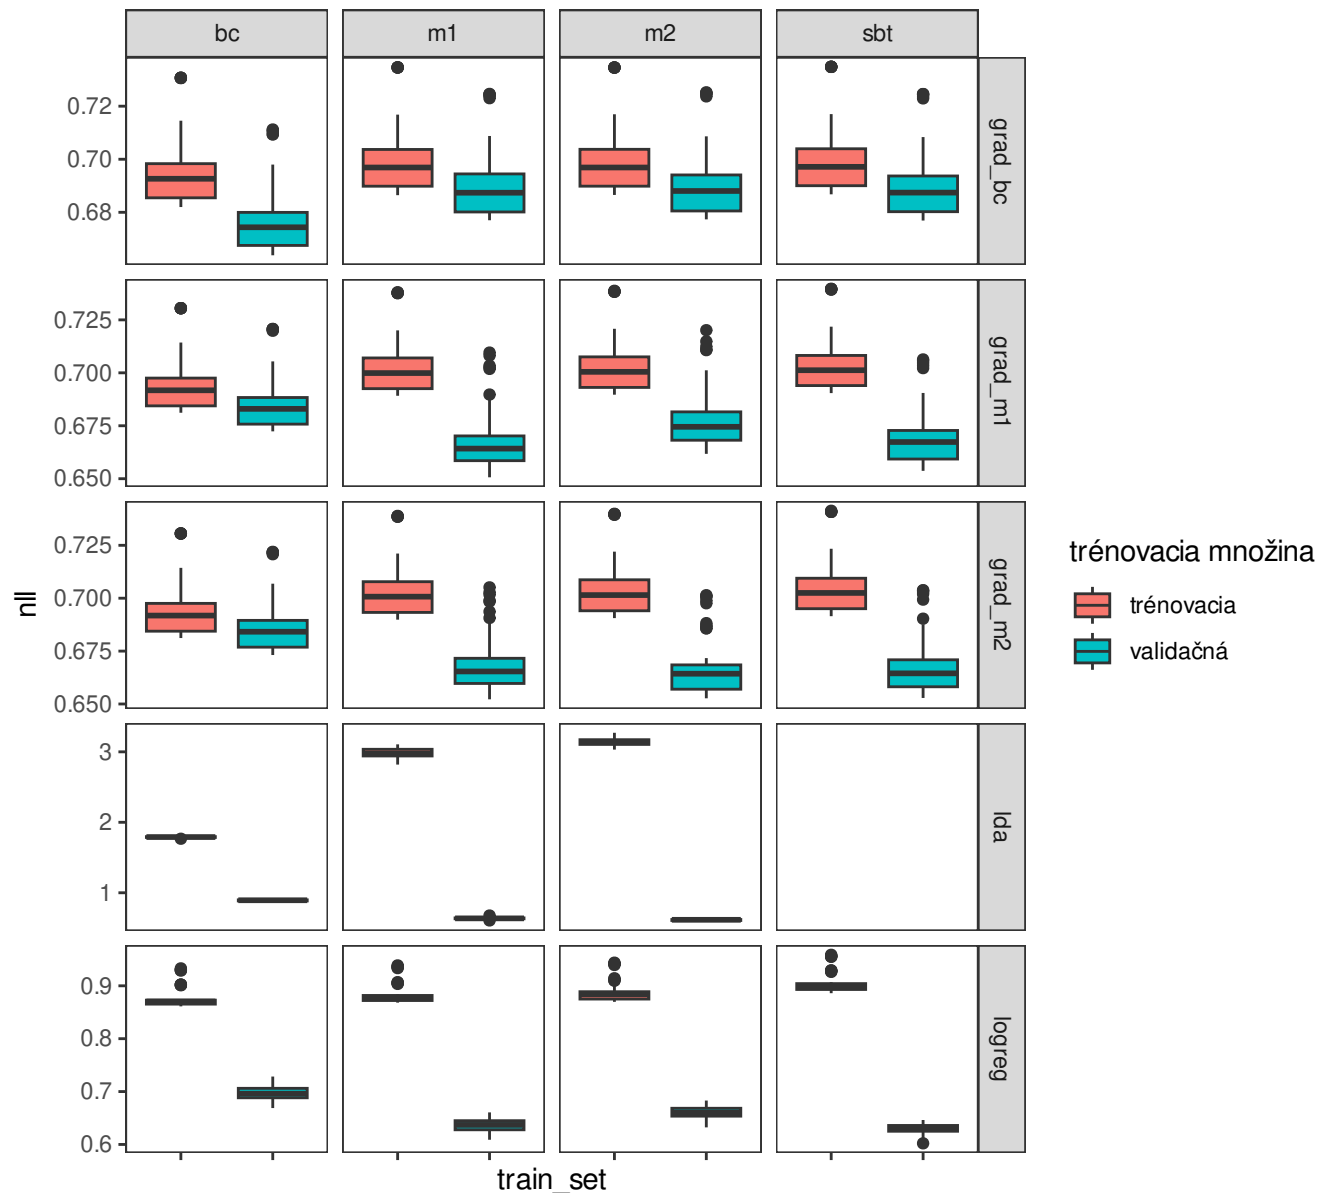 bc m1 m2 sbt
0.72
0.70
0.68
grad_bc
0.725
0.700
0.675
0.650
grad_m1
0.725
0.700
0.675
0.650
grad_m2
3
2
1
lda
0.9
0.8
0.7
0.6
logreg
nll
train_set
trénovacia množina
trénovacia
validačná